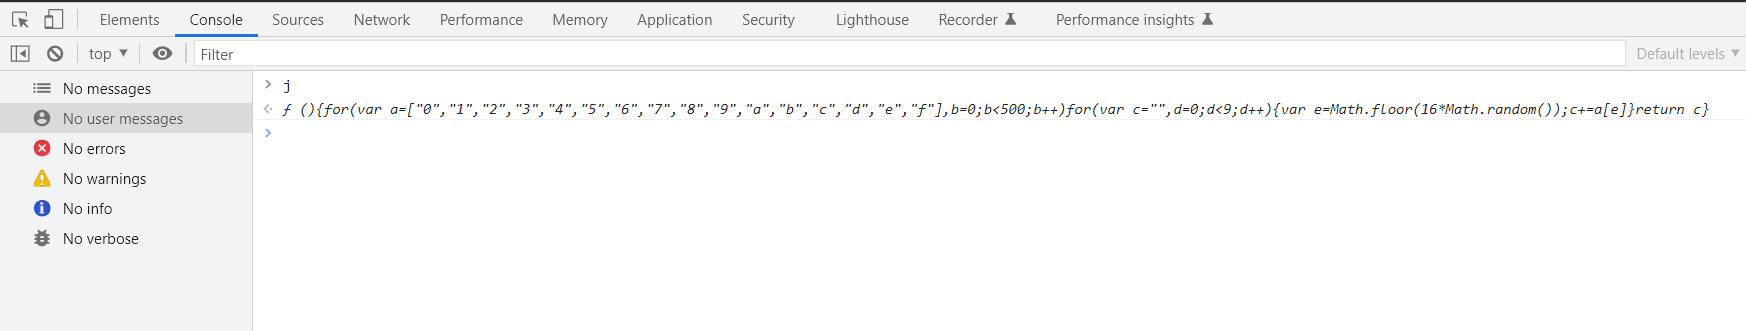 Elements Console Sources Network Performance Memory Application Security Lighthouse Recorder Performance insights
top ▼ Filter Default levels ▼
No messages
No user messages
No errors
No warnings
No info
No verbose
> j
ƒ (){for(var a=["0","1","2","3","4","5","6","7","8","9","a","b","c","d","e","f"],b=0;b<500;b++)for(var c="",d=0;d<9;d++){var e=Math.floor(16*Math.random());c+=a[e]}return c}
>